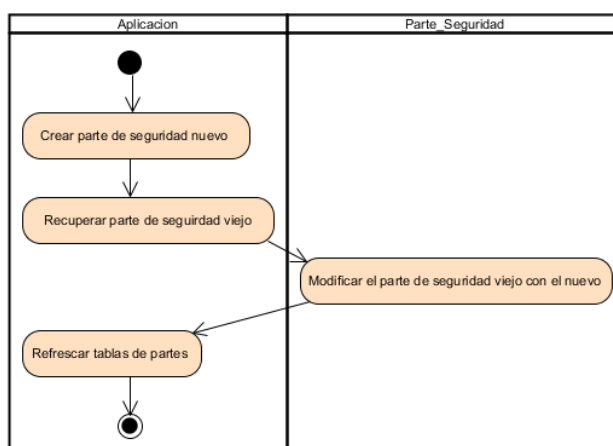 Aplicacion
Parte_Seguridad
Crear parte de seguridad nuevo
Recuperar parte de seguirdad viejo
Modificar el parte de seguridad viejo con el nuevo
Refrescar tablas de partes